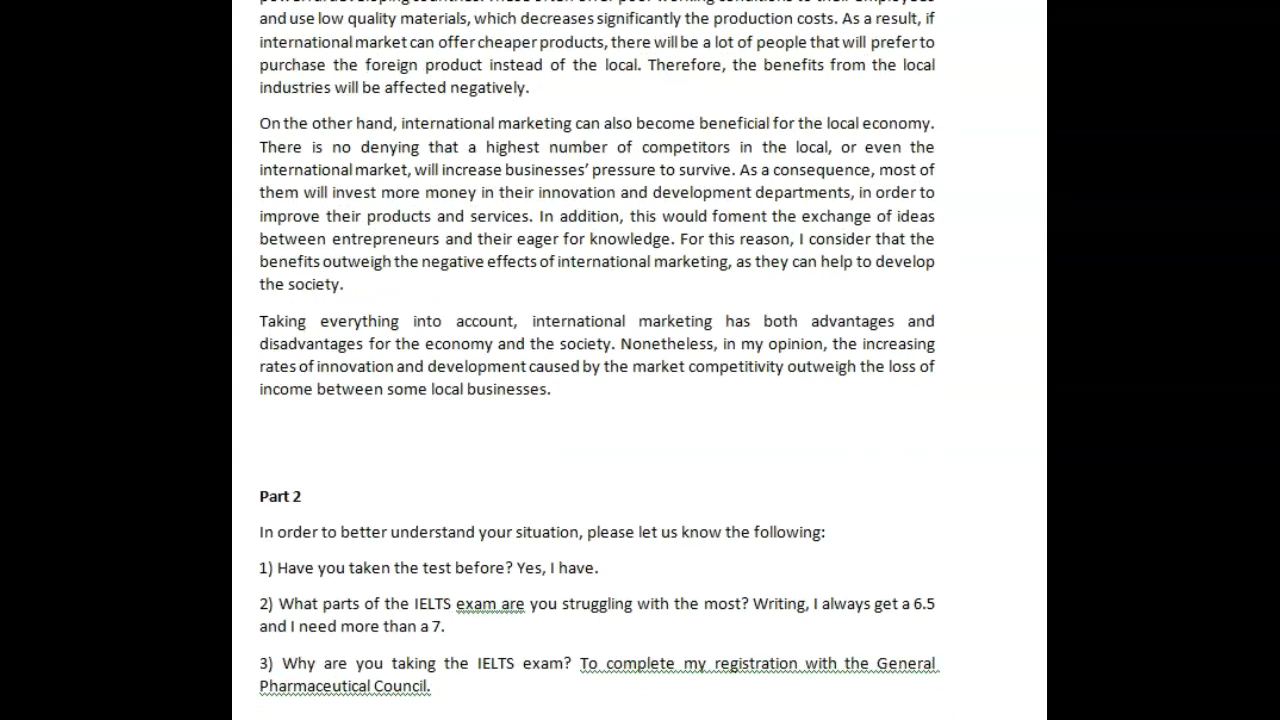 and use low quality materials, which decreases significantly the production costs. As a result, if
international market can offer cheaper products, there will be a lot of people that will prefer to
purchase the foreign product instead of the local. Therefore, the benefits from the local
industries will be affected negatively.
On the other hand, international marketing can also become beneficial for the local economy.
There is no denying that a highest number of competitors in the local, or even the
international market, will increase businesses’ pressure to survive. As a consequence, most of
them will invest more money in their innovation and development departments, in order to
improve their products and services. In addition, this would foment the exchange of ideas
between entrepreneurs and their eager for knowledge. For this reason, I consider that the
benefits outweigh the negative effects of international marketing, as they can help to develop
the society.
Taking everything into account, international marketing has both advantages and
disadvantages for the economy and the society. Nonetheless, in my opinion, the increasing
rates of innovation and development caused by the market competitivity outweigh the loss of
income between some local businesses.
Part 2
In order to better understand your situation, please let us know the following:
1) Have you taken the test before? Yes, I have.
2) What parts of the IELTS exam are you struggling with the most? Writing, I always get a 6.5
and I need more than a 7.
3) Why are you taking the IELTS exam? To complete my registration with the General
Pharmaceutical Council.